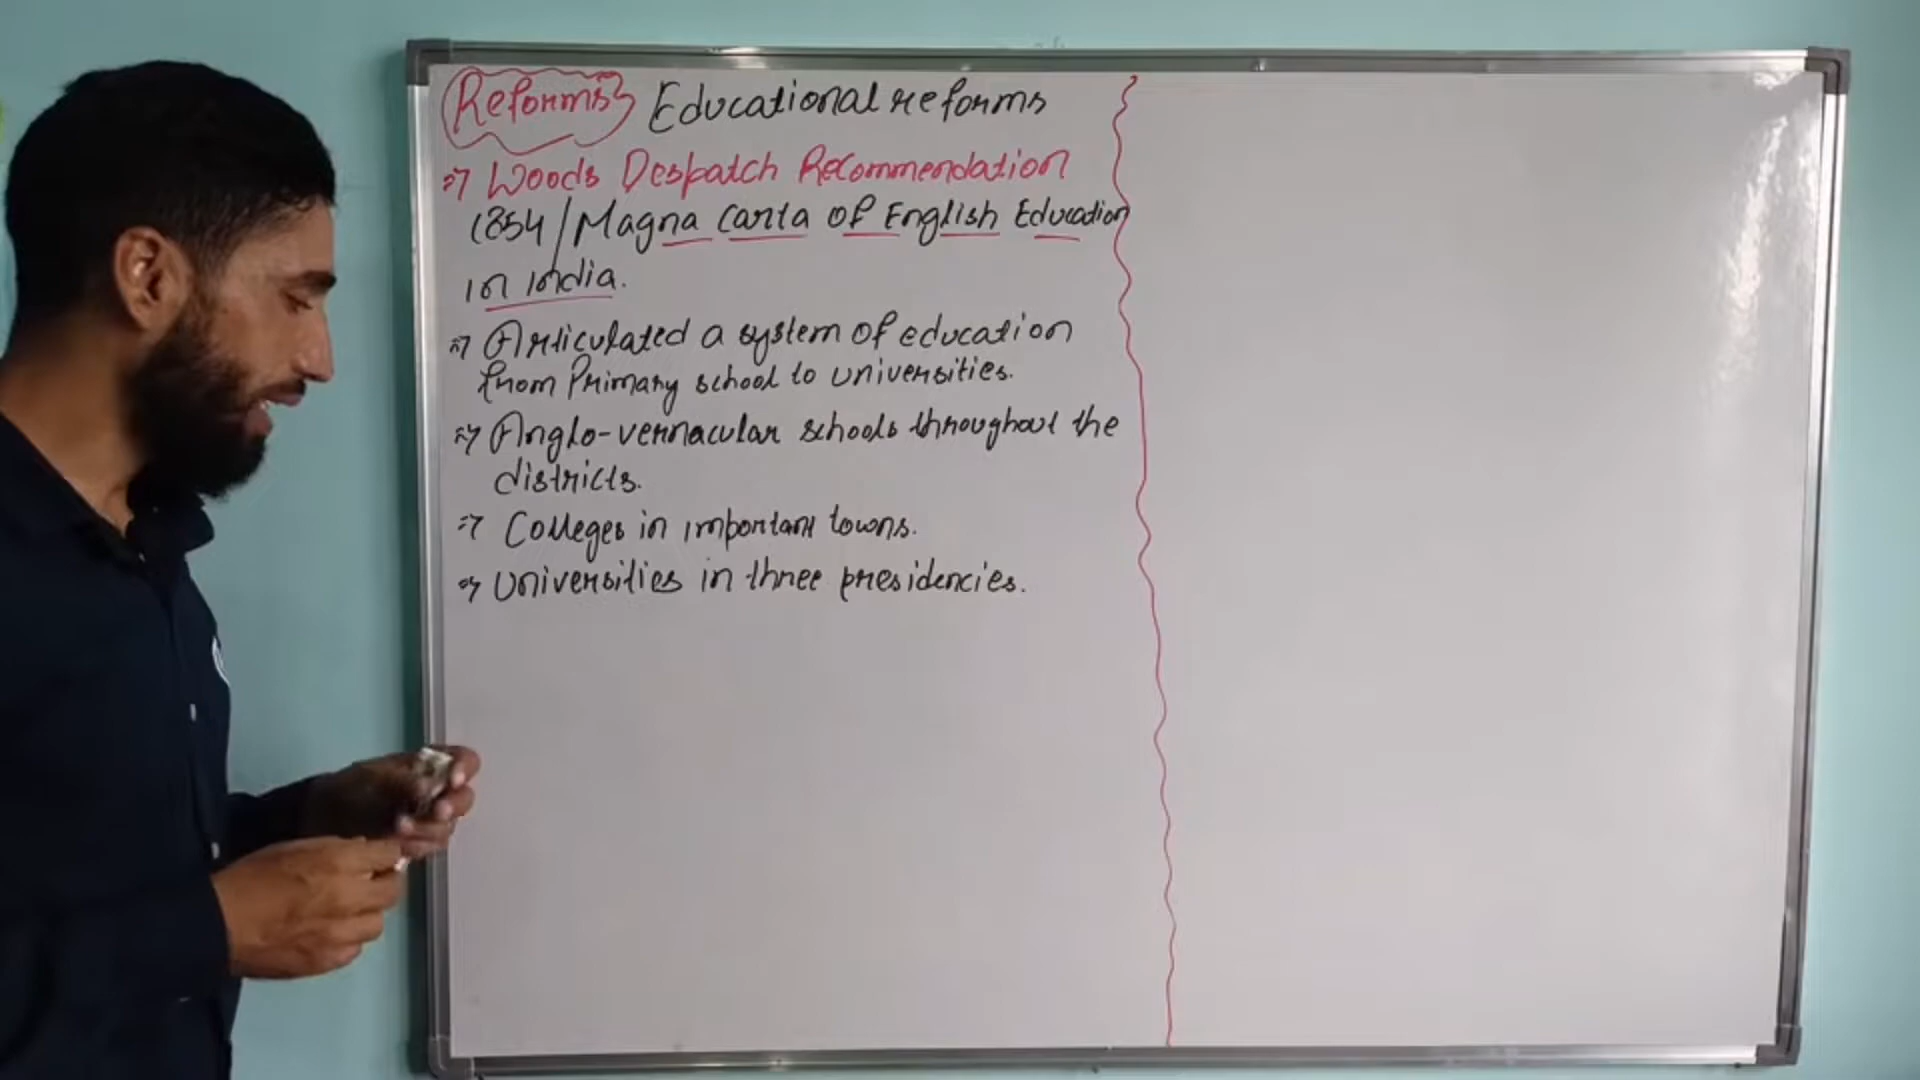 Reforms Educational reforms
⇒ Woods Despatch Recommendation
1854/Magna Carta of English Education
in India.
⇒ Articulated a system of education
from Primary school to universities.
⇒ Anglo-vernacular schools throughout the
districts.
⇒ Colleges in important towns.
⇒ Universities in three presidencies.